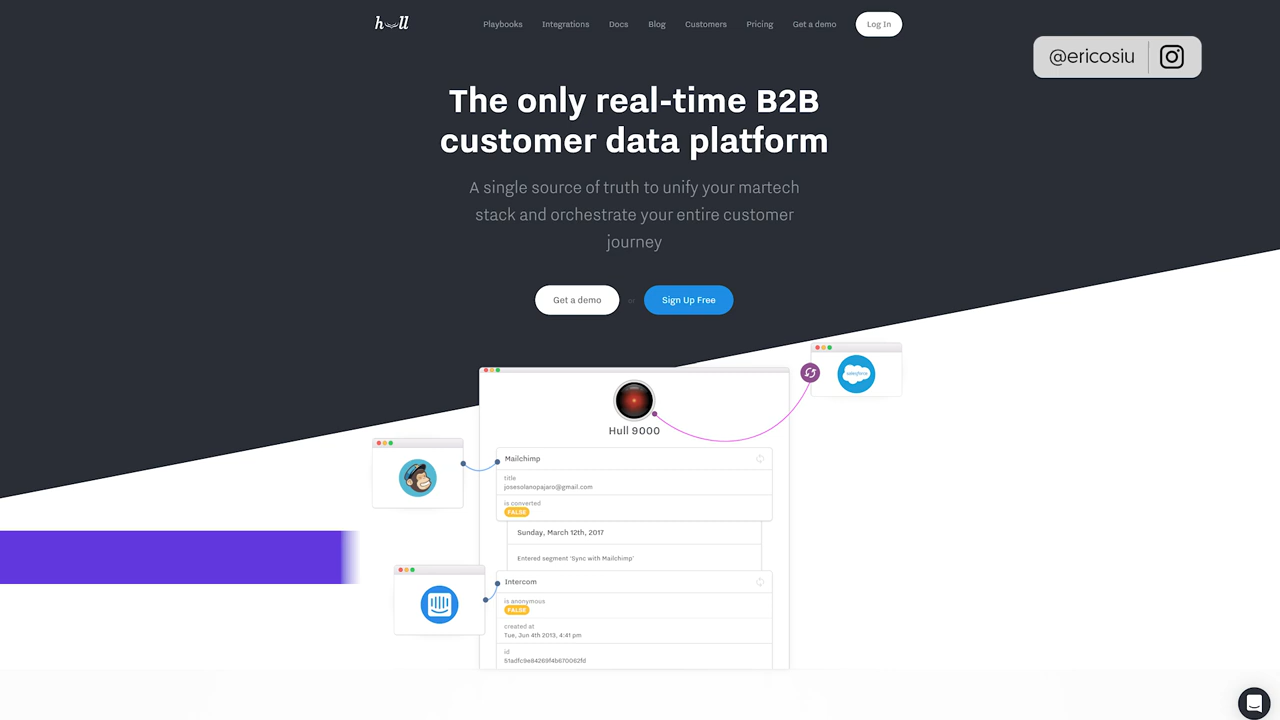 hull
Playbooks
Integrations
Docs
Blog
Customers
Pricing
Get a demo
Log In
@ericosiu
The only real-time B2B
customer data platform
A single source of truth to unify your martech
stack and orchestrate your entire customer
journey
Get a demo
or
Sign Up Free
salesforce
Hull 9000
Mailchimp
title
josesolanopajaro@gmail.com
is converted
FALSE
Sunday, March 12th, 2017
Entered segment 'Sync with Mailchimp'
Intercom
is anonymous
FALSE
created at
Tue, Jun 4th 2013, 4:41 pm
id